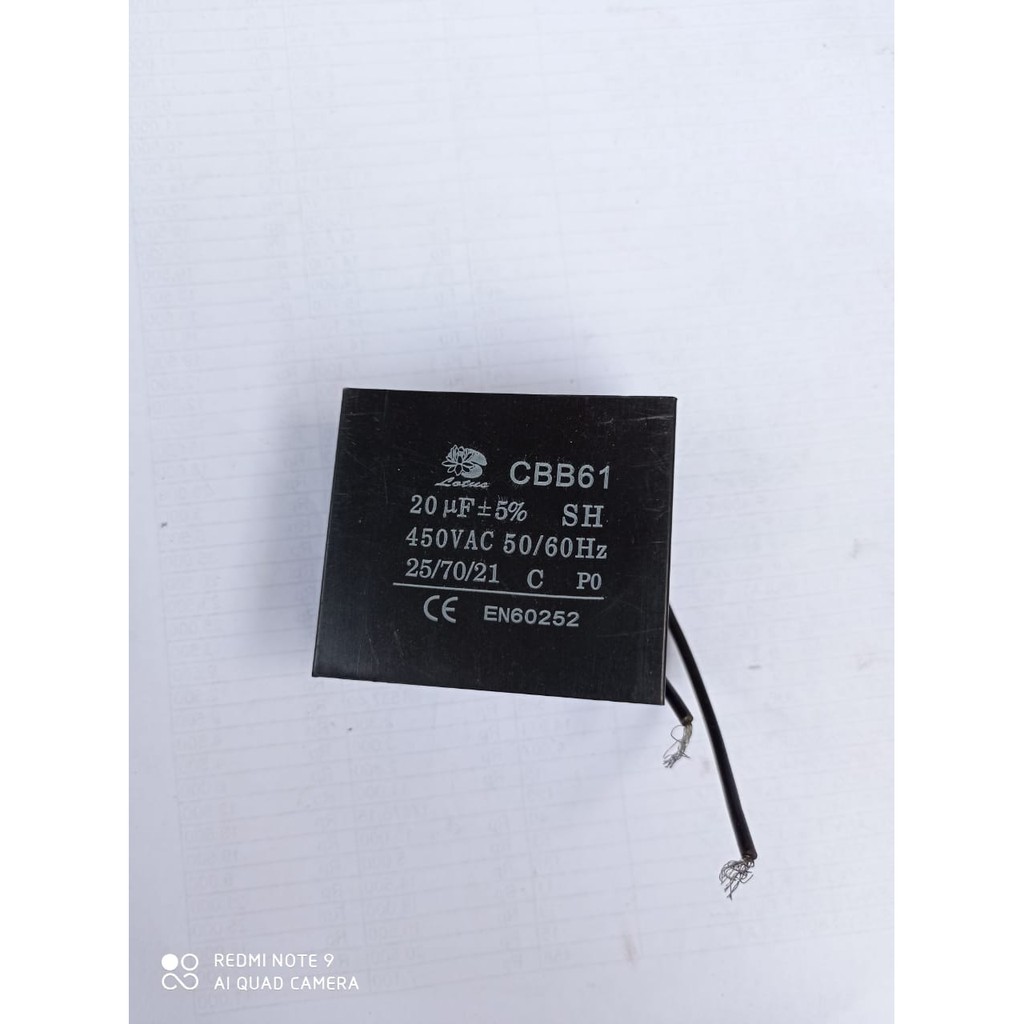 Lotus CBB61
20 µF ± 5% SH
450VAC 50/60Hz
25/70/21 C P0
CE EN60252
REDMI NOTE 9
AI QUAD CAMERA